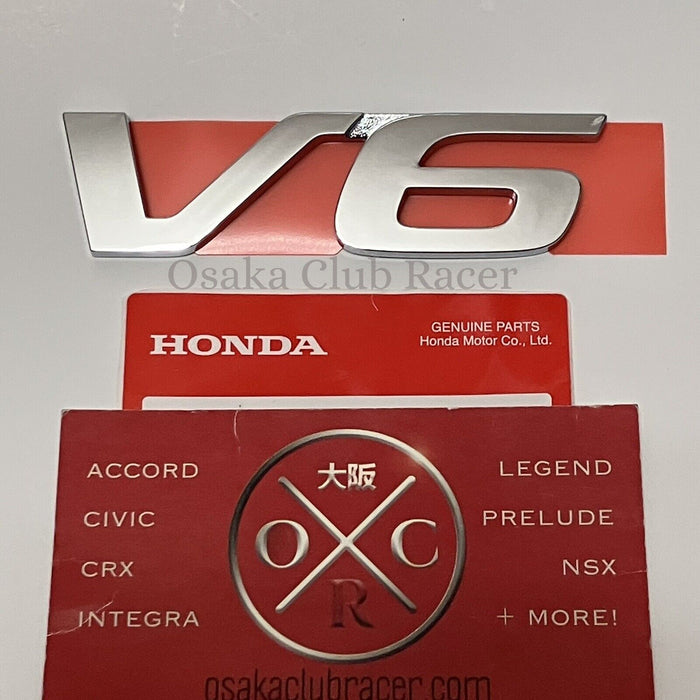 V6
Osaka Club Racer
HONDA
GENUINE PARTS
Honda Motor Co., Ltd.
ACCORD
CIVIC
CRX
INTEGRA
大阪
O C
R
LEGEND
PRELUDE
NSX
+ MORE!
osakaclubracer.com